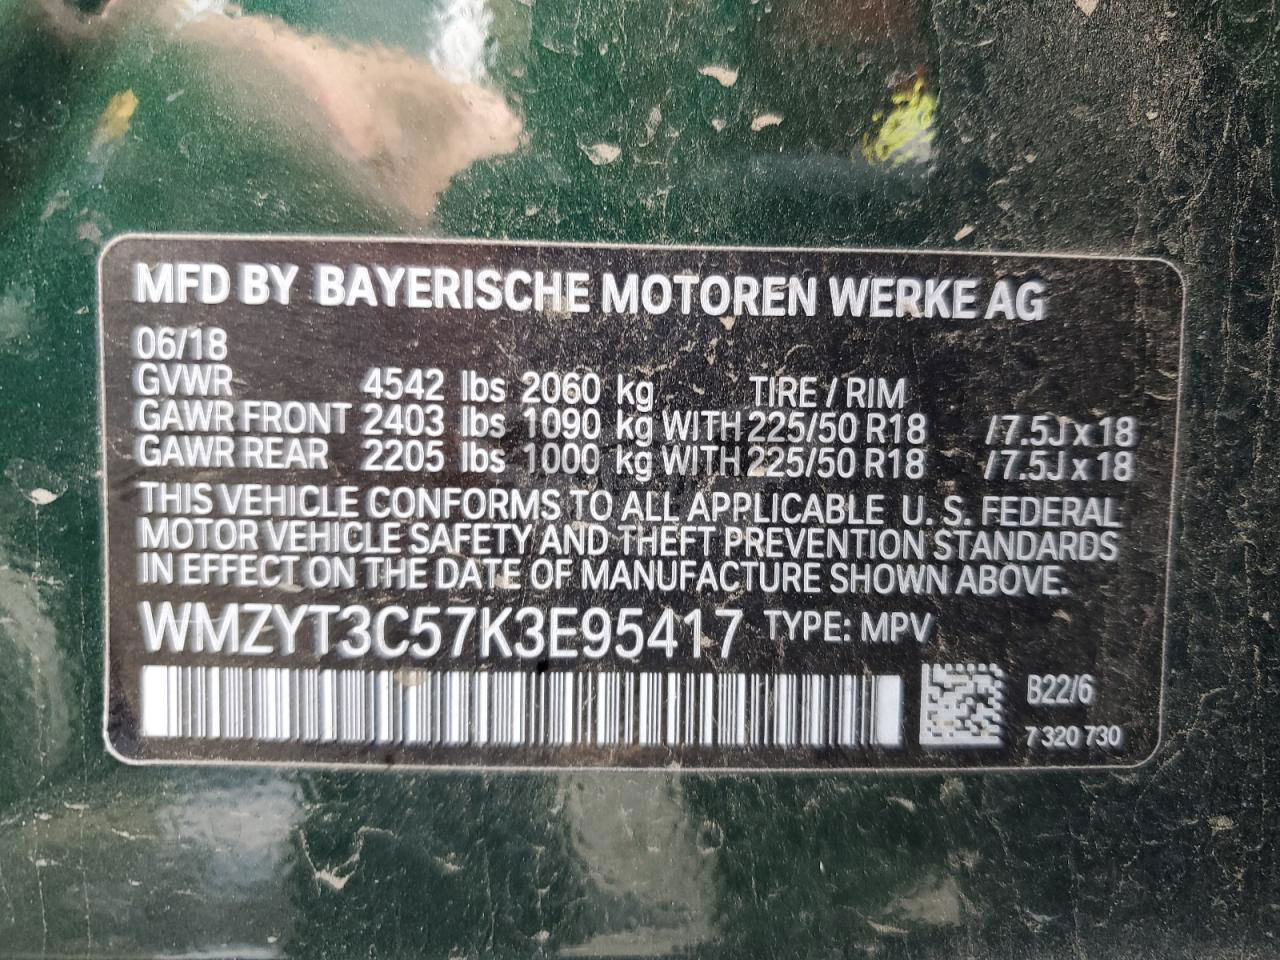 MFD BY BAYERISCHE MOTOREN WERKE AG
06/18
GVWR 4542 lbs 2060 kg TIRE / RIM
GAWR FRONT 2403 lbs 1090 kg WITH 225/50 R18 /7.5J x 18
GAWR REAR 2205 lbs 1000 kg WITH 225/50 R18 /7.5J x 18
THIS VEHICLE CONFORMS TO ALL APPLICABLE U. S. FEDERAL
MOTOR VEHICLE SAFETY AND THEFT PREVENTION STANDARDS
IN EFFECT ON THE DATE OF MANUFACTURE SHOWN ABOVE.
WMZYT3C57K3E95417 TYPE: MPV
B22/6
7 320 730